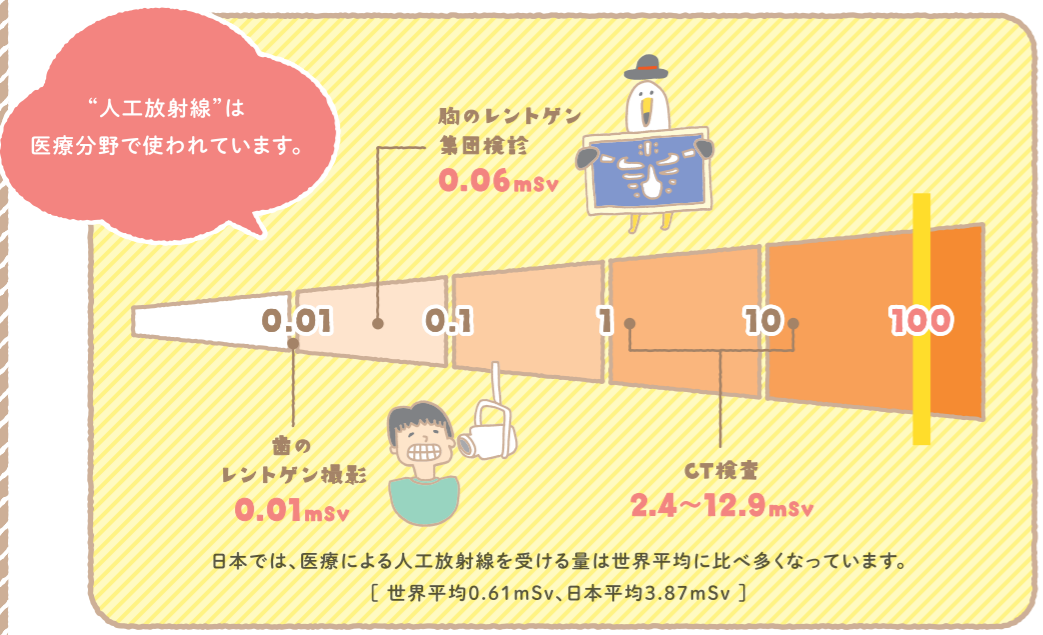 “人工放射線”は
医療分野で使われています。
胸のレントゲン
集団検診
0.06mSv
0.01
0.1
1
10
100
歯の
レントゲン撮影
0.01mSv
CT検査
2.4～12.9mSv
日本では、医療による人工放射線を受ける量は世界平均に比べ多くなっています。
[ 世界平均0.61mSv、日本平均3.87mSv ]